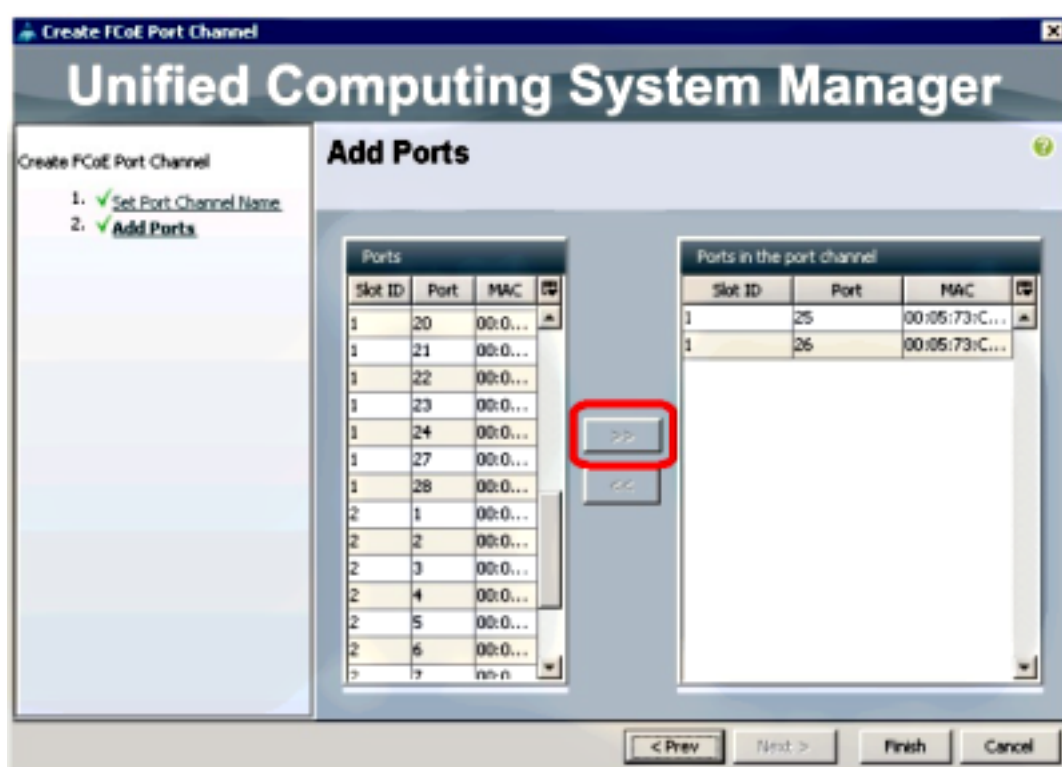 Create FCoE Port Channel
Unified Computing System Manager
Create FCoE Port Channel
1. Set Port Channel Name
2. Add Ports
Add Ports
Ports
Slot ID Port MAC
1 20 00:0...
1 21 00:0...
1 22 00:0...
1 23 00:0...
1 24 00:0...
1 27 00:0...
1 28 00:0...
2 1 00:0...
2 2 00:0...
2 3 00:0...
2 4 00:0...
2 5 00:0...
2 6 00:0...
2 7
>>
<<
Ports in the port channel
Slot ID Port MAC
1 25 00:05:73:C...
1 26 00:05:73:C...
< Prev
Next >
Finish
Cancel